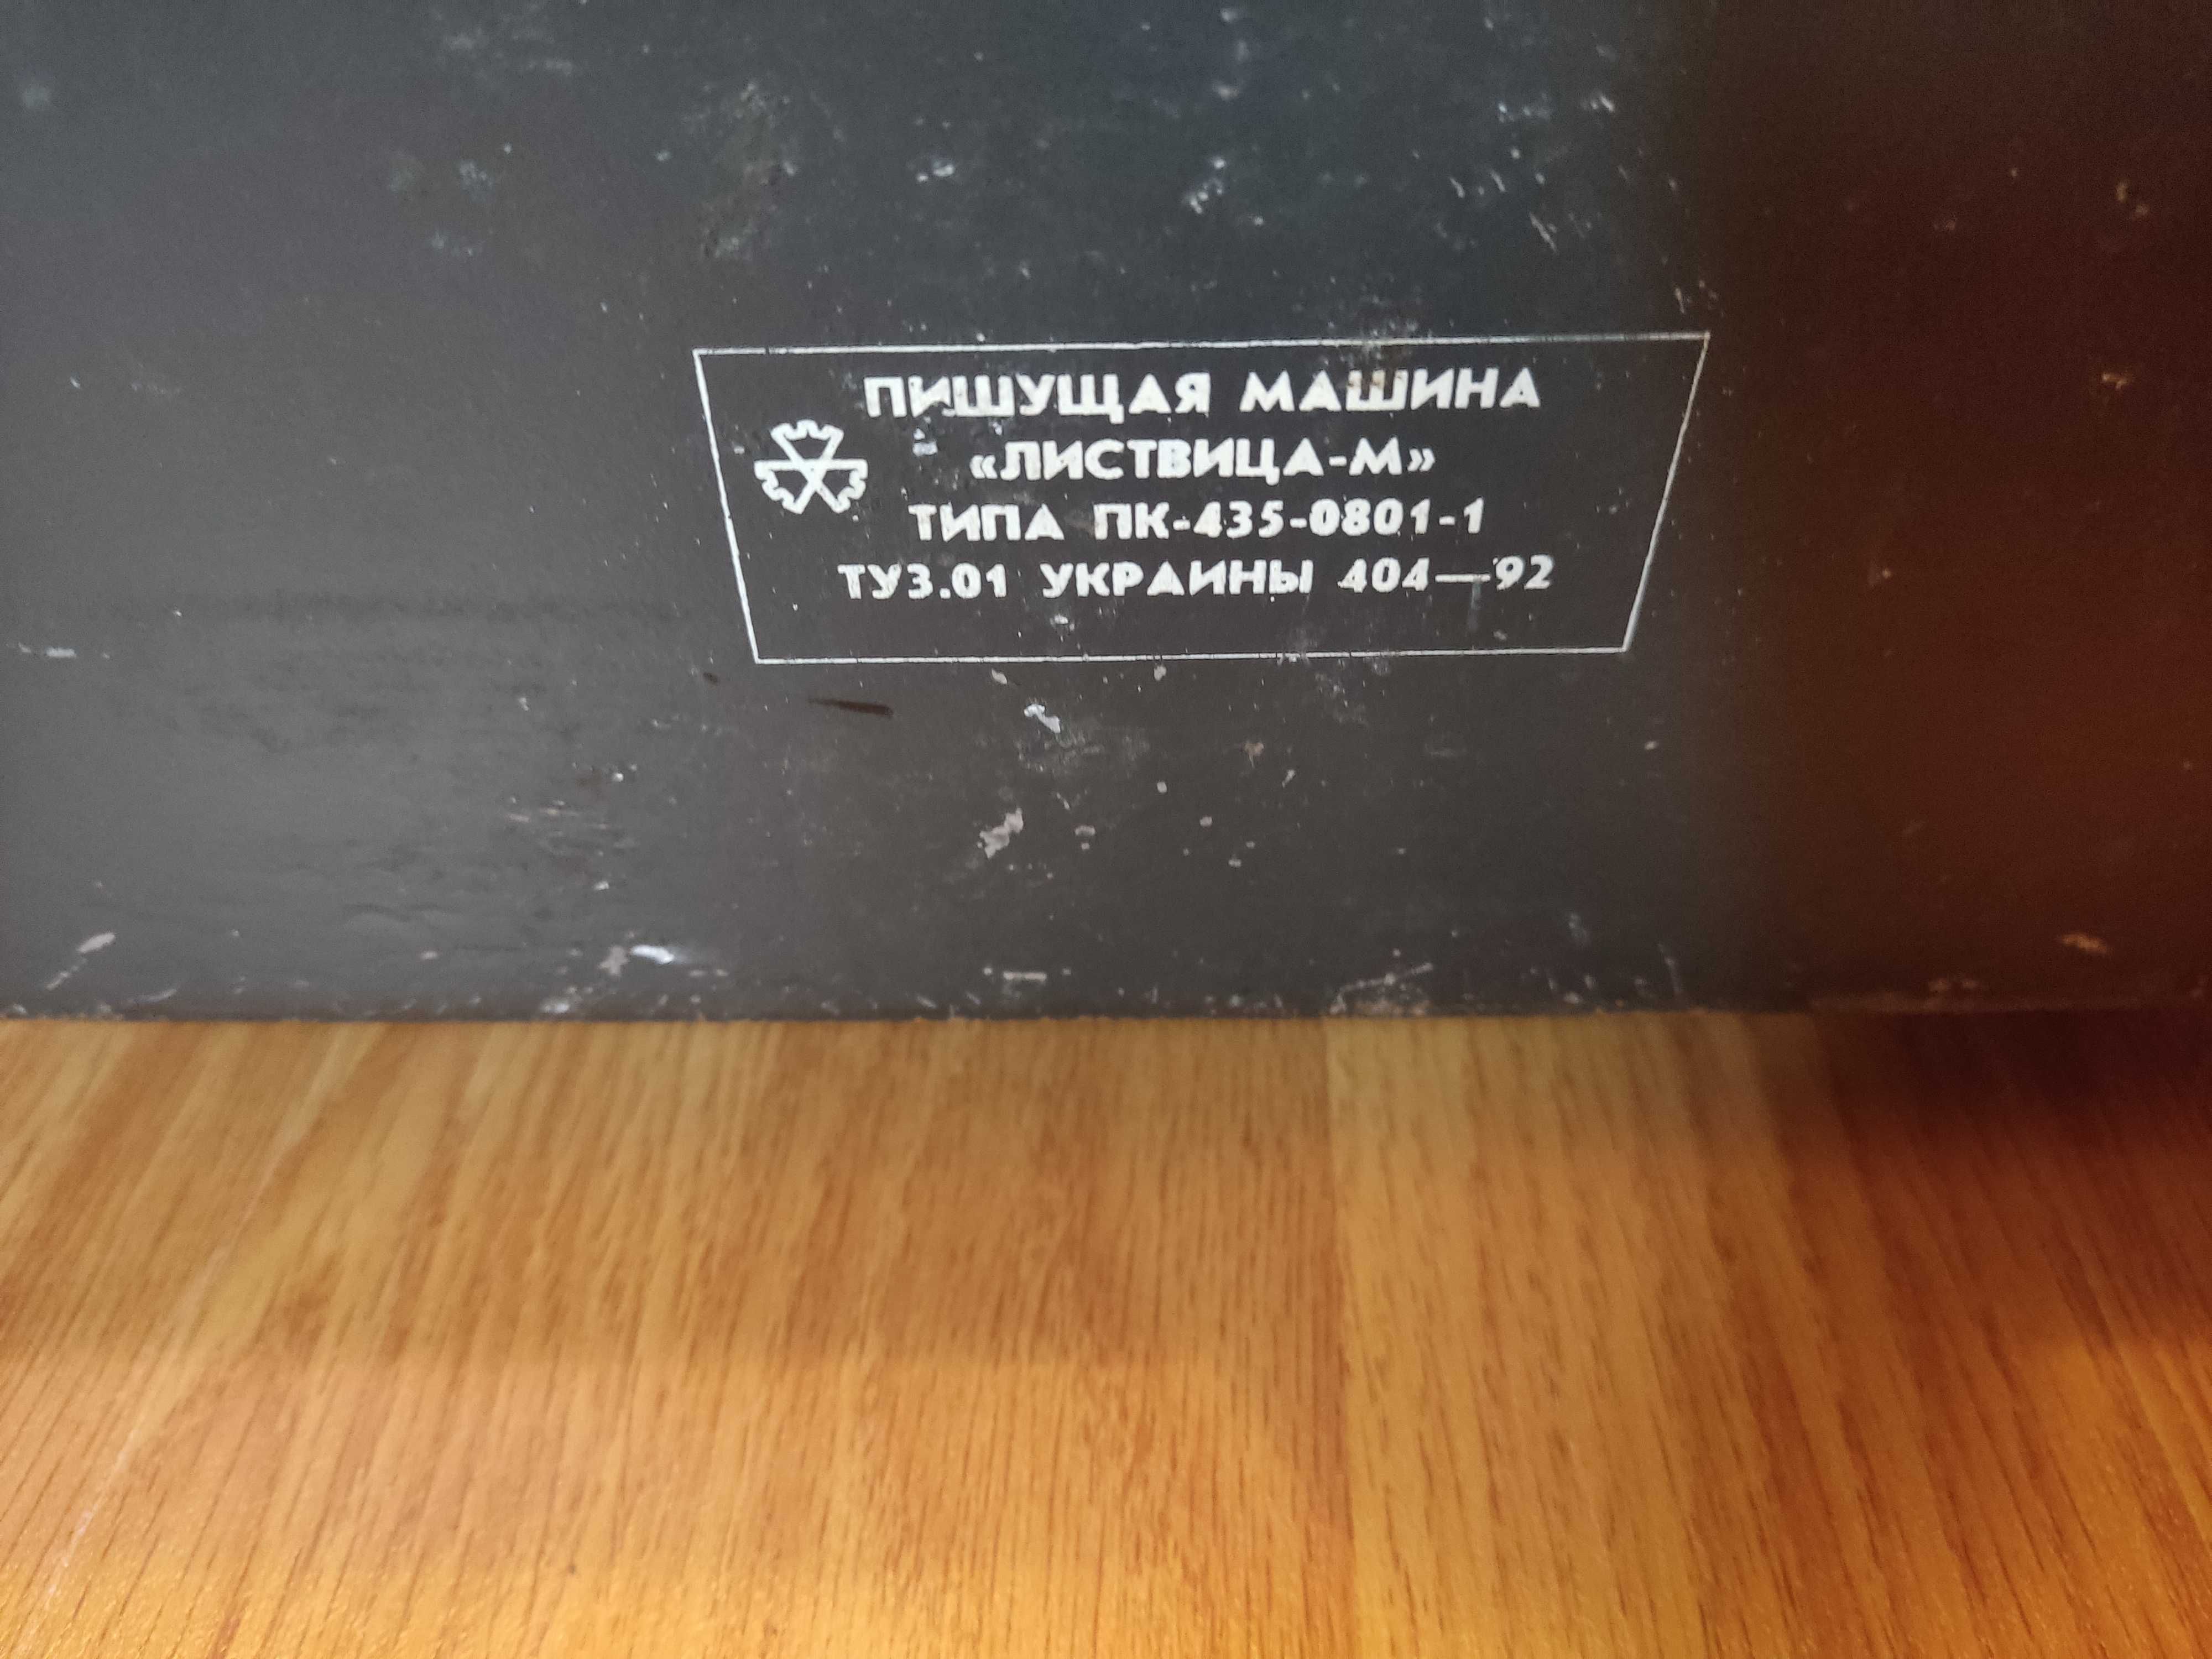 ПИШУЩАЯ МАШИНА
«ЛИСТВИЦА-М»
ТИПА ПК-435-0801-1
ТУ3.01 УКРАИНЫ 404—92